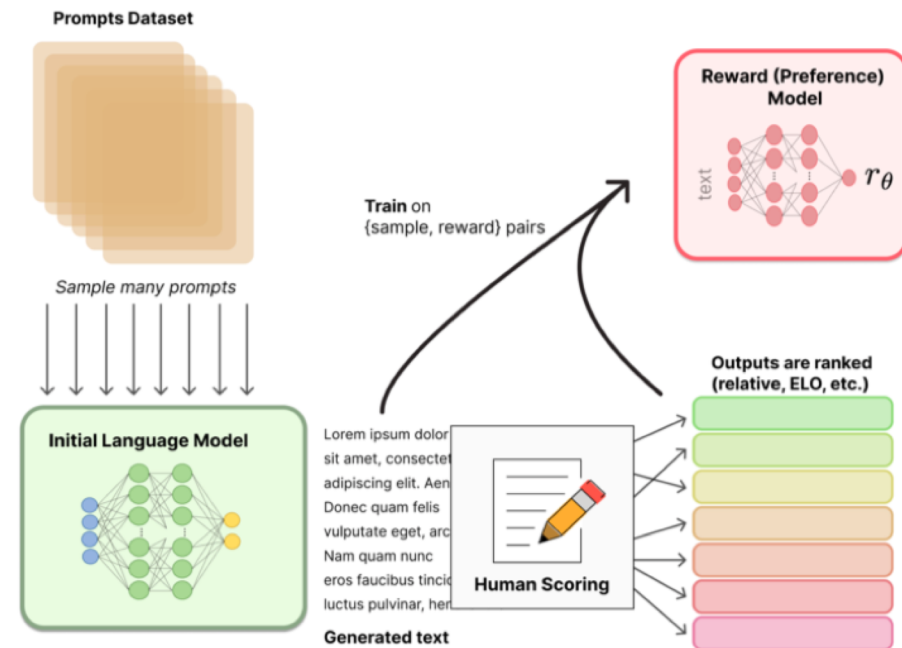 Prompts Dataset
Sample many prompts
Initial Language Model
Lorem ipsum dolor
sit amet, consectet
adipiscing elit. Aen
Donec quam felis
vulputate eget, arc
Nam quam nunc
eros faucibus tincid
luctus pulvinar, hen
Generated text
Human Scoring
Train on
{sample, reward} pairs
Reward (Preference)
Model
text
rθ
Outputs are ranked
(relative, ELO, etc.)